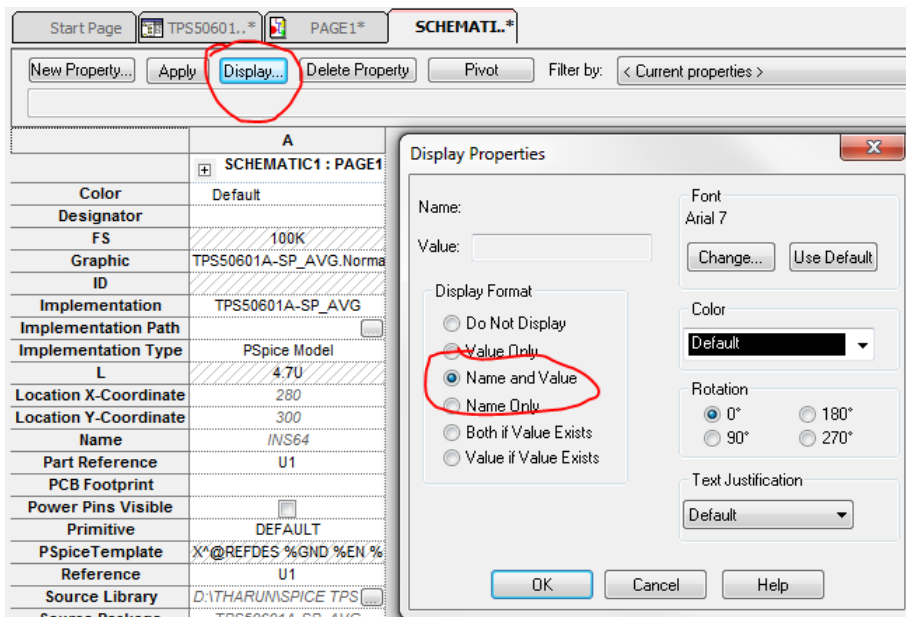 Start Page TPS50601..* PAGE1* SCHEMATI..*
New Property... Apply Display... Delete Property Pivot Filter by: < Current properties >
A
SCHEMATIC1 : PAGE1
Color Default
Designator
FS 100K
Graphic TPS50601A-SP_AVG.Norma
ID
Implementation TPS50601A-SP_AVG
Implementation Path
Implementation Type PSpice Model
L 4.7U
Location X-Coordinate 280
Location Y-Coordinate 300
Name INS64
Part Reference U1
PCB Footprint
Power Pins Visible
Primitive DEFAULT
PSpiceTemplate X^@REFDES %GND %EN %
Reference U1
Source Library D:\THARUN\SPICE TPS
Source Package TPS50601A-SP_AVG
Display Properties
Name:
Value:
Display Format
Do Not Display
Value Only
Name and Value
Name Only
Both if Value Exists
Value if Value Exists
Font
Arial 7
Change... Use Default
Color
Default
Rotation
0° 180°
90° 270°
Text Justification
Default
OK Cancel Help